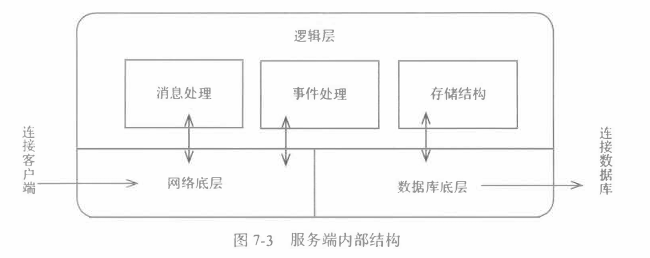 逻辑层
消息处理
事件处理
存储结构
连接客户端
连接数据库
网络底层
数据库底层
图 7-3 服务端内部结构